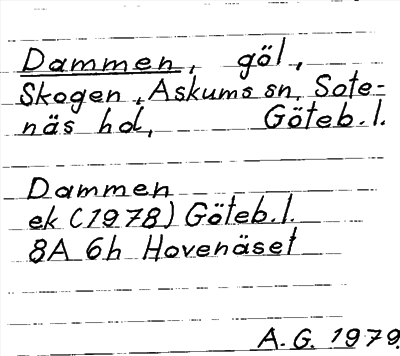 Dammen, göl,
Skogen, Askums sn, Sote-
näs hd, Göteb. l.
Dammen
ek (1978) Göteb. l.
8A 6h Hovenäset
A. G. 1979.